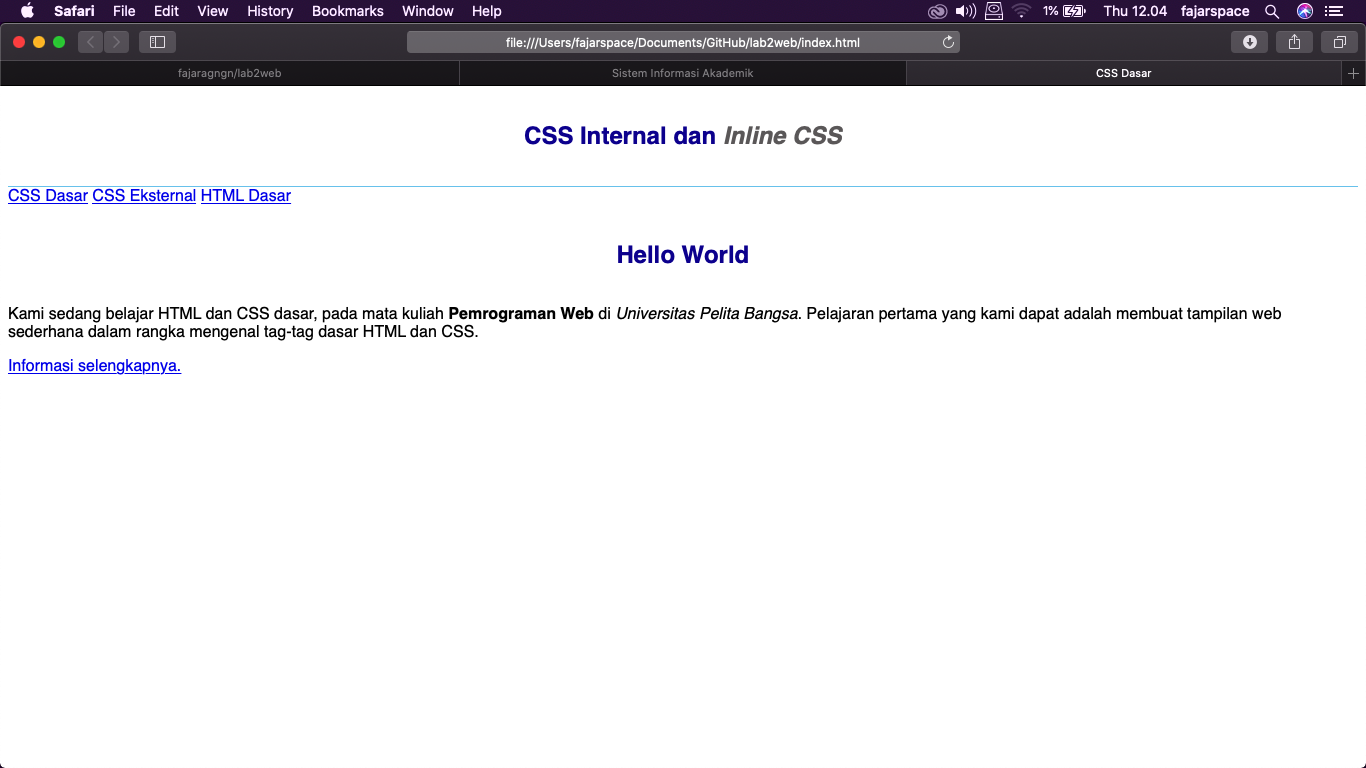 Safari File Edit View History Bookmarks Window Help 1% Thu 12.04 fajarspace
file:///Users/fajarspace/Documents/GitHub/lab2web/index.html
fajaragngn/lab2web Sistem Informasi Akademik CSS Dasar
CSS Internal dan Inline CSS
CSS Dasar CSS Eksternal HTML Dasar
Hello World
Kami sedang belajar HTML dan CSS dasar, pada mata kuliah Pemrograman Web di Universitas Pelita Bangsa. Pelajaran pertama yang kami dapat adalah membuat tampilan web
sederhana dalam rangka mengenal tag-tag dasar HTML dan CSS.
Informasi selengkapnya.